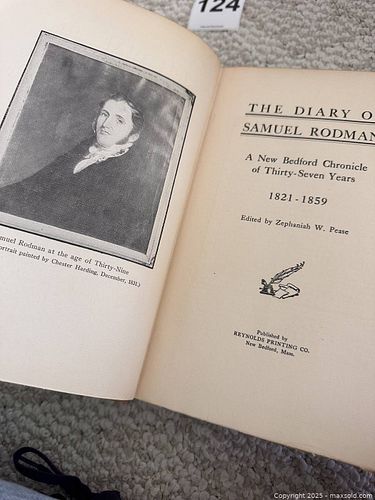 124
THE DIARY O
SAMUEL RODMAN
A New Bedford Chronicle
of Thirty-Seven Years
1821-1859
Edited by Zephaniah W. Pease
Published by
REYNOLDS PRINTING CO.
New Bedford, Mass.
muel Rodman at the age of Thirty-Nine
ortrait painted by Chester Harding, December, 1831.)
Copyright © 2025 - maxsold.com